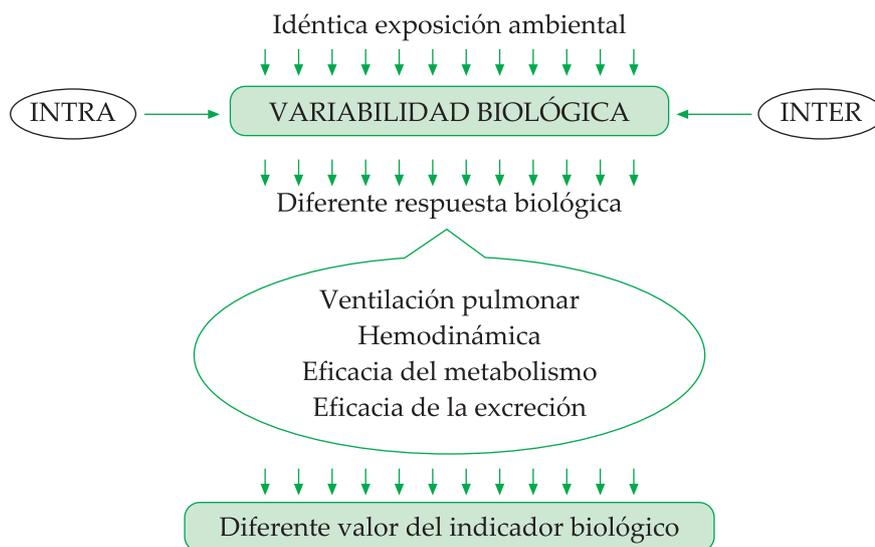 Idéntica exposición ambiental
INTRA
VARIABILIDAD BIOLÓGICA
INTER
Diferente respuesta biológica
Ventilación pulmonar
Hemodinámica
Eficacia del metabolismo
Eficacia de la excreción
Diferente valor del indicador biológico